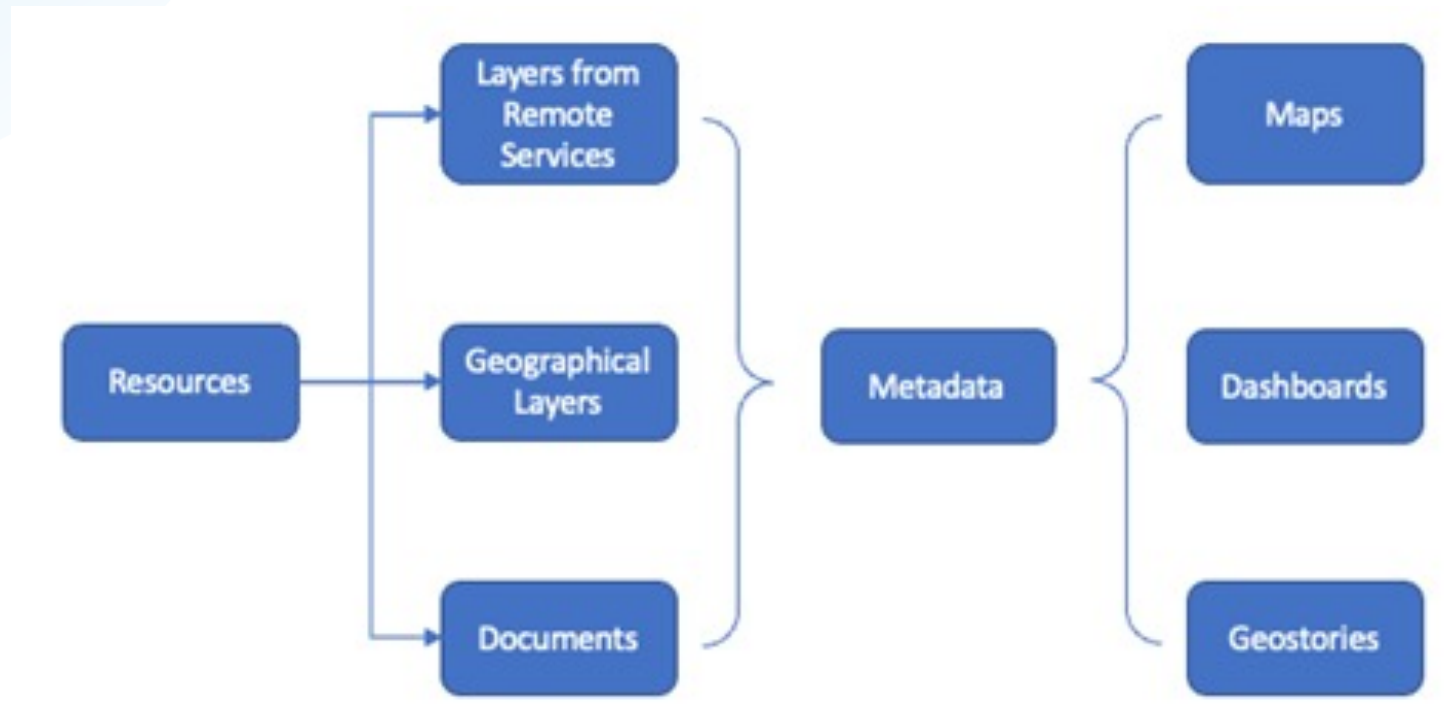 Layers from
Remote
Services
Maps
Resources
Geographical
Layers
Metadata
Dashboards
Documents
Geostories